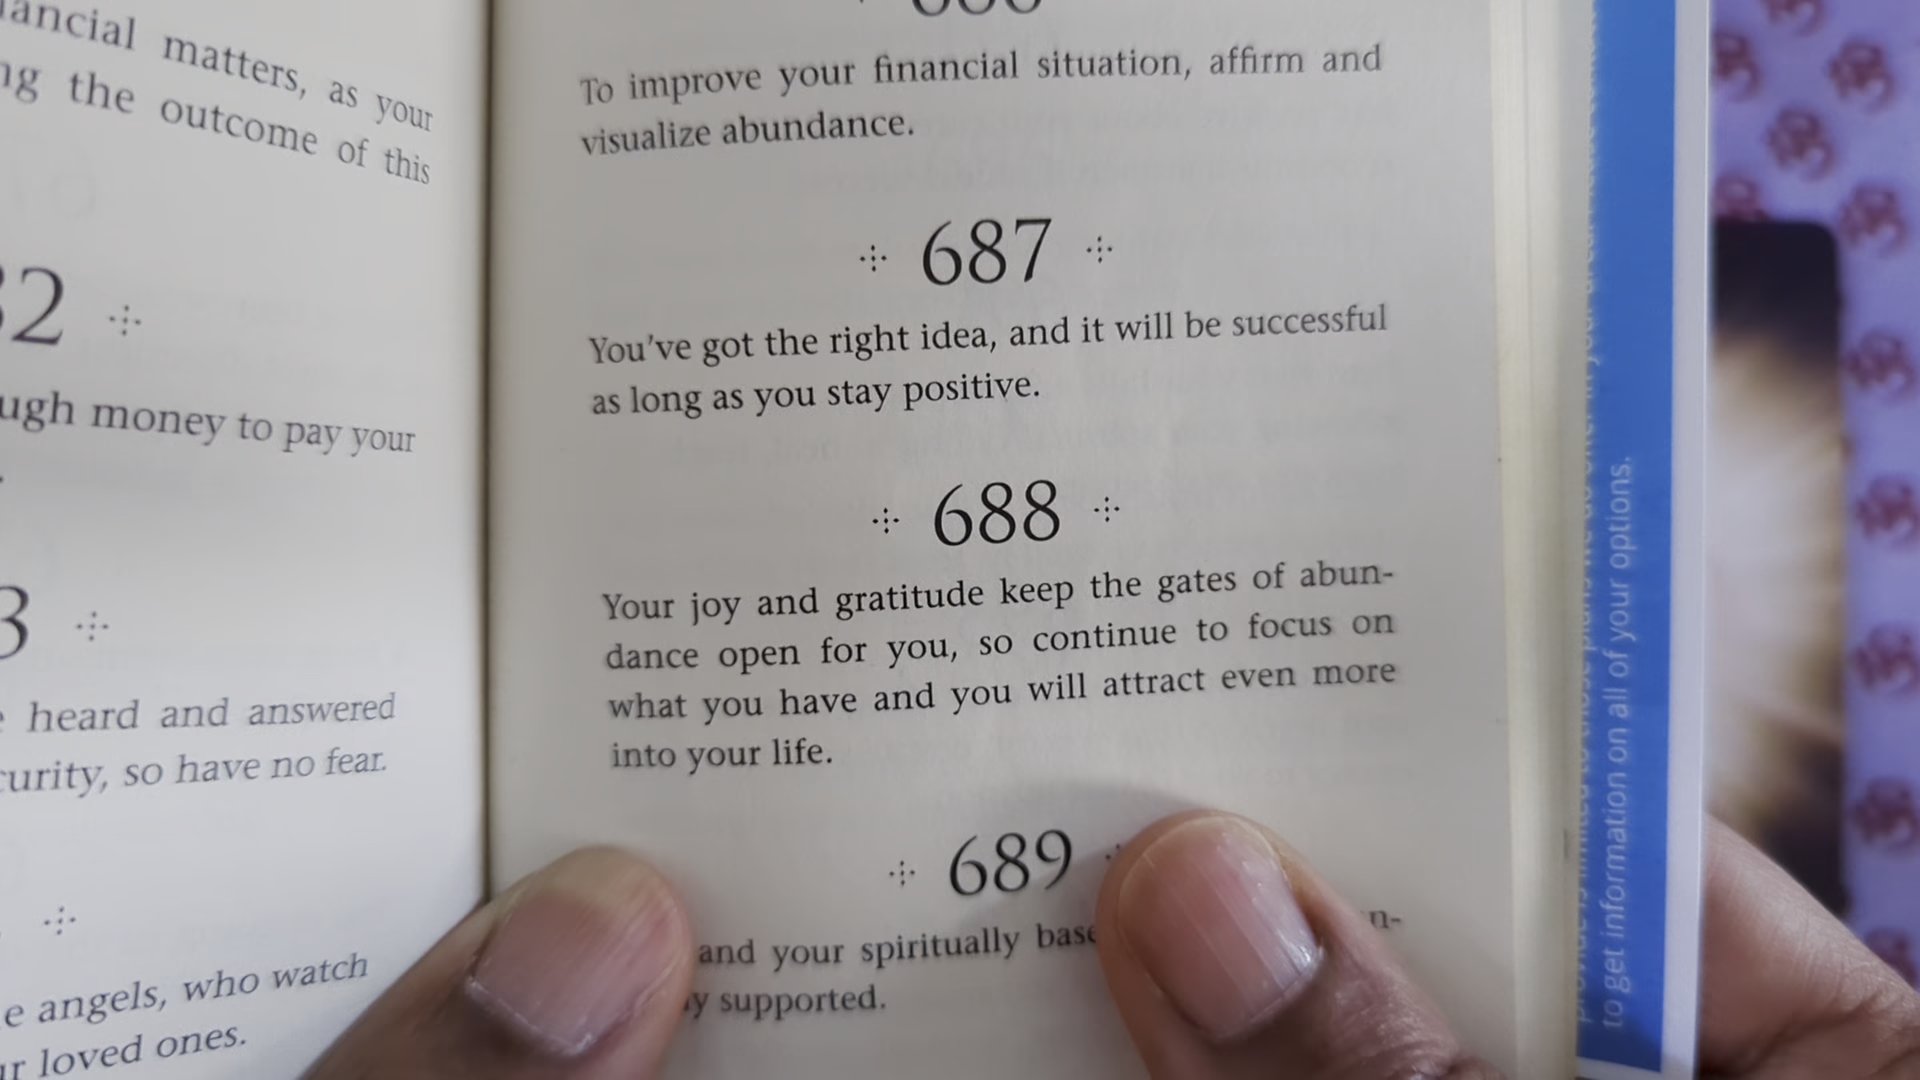 ancial matters, as your
the outcome of this
2
money to pay your
3
heard and answered
so have no fear.
angels, who watch
loved ones.
To improve your financial situation, affirm and
visualize abundance.
687
You've got the right idea, and it will be successful
as long as you stay positive.
688
Your joy and gratitude keep the gates of abun-
dance open for you, so continue to focus on
what you have and you will attract even more
into your life.
689
and your spiritually
supported.
to get information on all of your options.